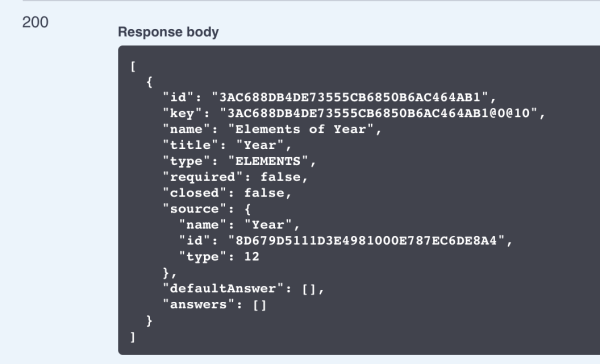 200
Response body
[
  {
    "id": "3AC688DB4DE73555CB6850B6AC464AB1",
    "key": "3AC688DB4DE73555CB6850B6AC464AB1@0@10",
    "name": "Elements of Year",
    "title": "Year",
    "type": "ELEMENTS",
    "required": false,
    "closed": false,
    "source": {
      "name": "Year",
      "id": "8D679D5111D3E4981000E787EC6DE8A4",
      "type": 12
    },
    "defaultAnswer": [],
    "answers": []
  }
]